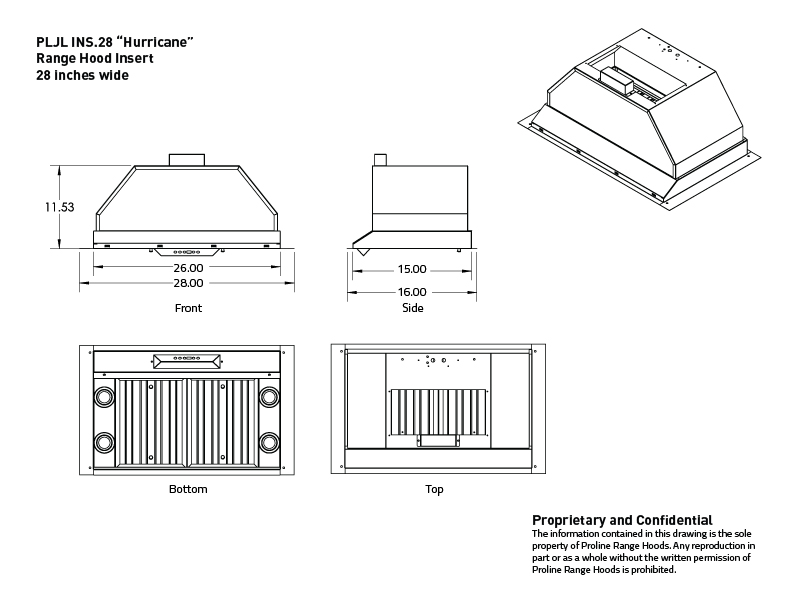 PLJL INS.28 “Hurricane”
Range Hood Insert
28 inches wide
11.53
26.00
28.00
Front
15.00
16.00
Side
Bottom
Top
Proprietary and Confidential
The information contained in this drawing is the sole
property of Proline Range Hoods. Any reproduction in
part or as a whole without the written permission of
Proline Range Hoods is prohibited.